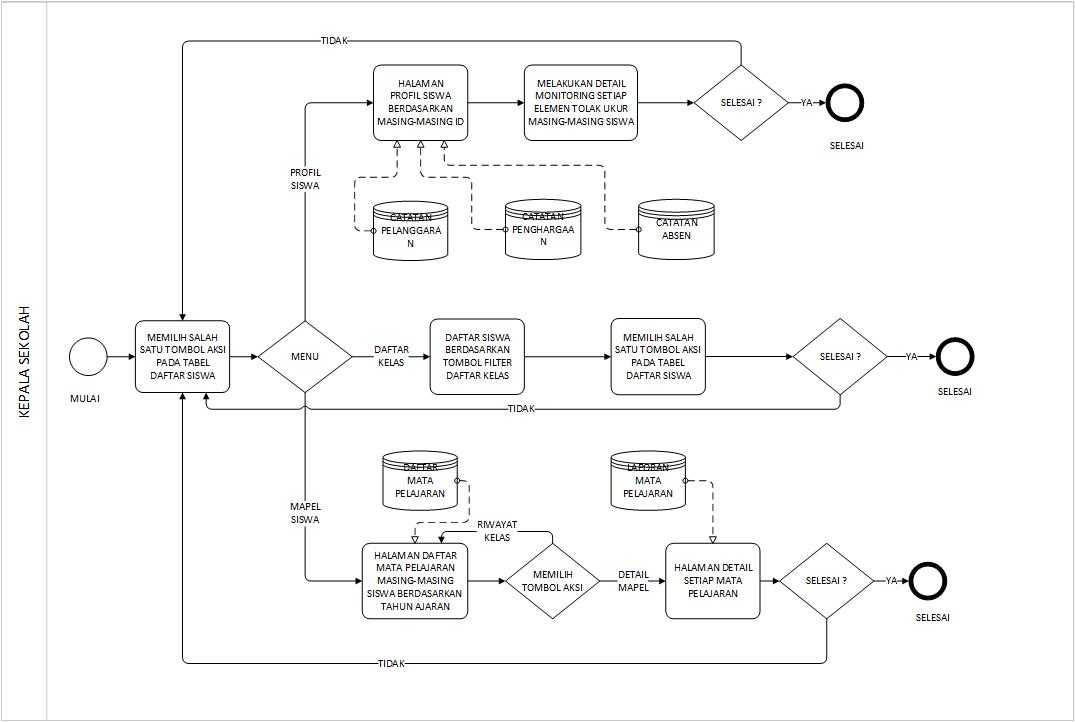 KEPALA SEKOLAH
MULAI
MEMILIH SALAH
SATU TOMBOL AKSI
PADA TABEL
DAFTAR SISWA
MENU
TIDAK
PROFIL
SISWA
HALAMAN
PROFIL SISWA
BERDASARKAN
MASING-MASING ID
MELAKUKAN DETAIL
MONITORING SETIAP
ELEMEN TOLAK UKUR
MASING-MASING SISWA
SELESAI ?
YA
SELESAI
CATATAN
PELANGGARA
N
CATATAN
PENGHARGAA
N
CATATAN
ABSEN
DAFTAR
KELAS
DAFTAR SISWA
BERDASARKAN
TOMBOL FILTER
DAFTAR KELAS
MEMILIH SALAH
SATU TOMBOL AKSI
PADA TABEL
DAFTAR SISWA
SELESAI ?
YA
SELESAI
TIDAK
MAPEL
SISWA
DAFTAR
MATA
PELAJARAN
LAPORAN
MATA
PELAJARAN
RIWAYAT
KELAS
HALAMAN DAFTAR
MATA PELAJARAN
MASING-MASING
SISWA BERDASARKAN
TAHUN AJARAN
MEMILIH
TOMBOL AKSI
DETAIL
MAPEL
HALAMAN DETAIL
SETIAP MATA
PELAJARAN
SELESAI ?
YA
SELESAI
TIDAK